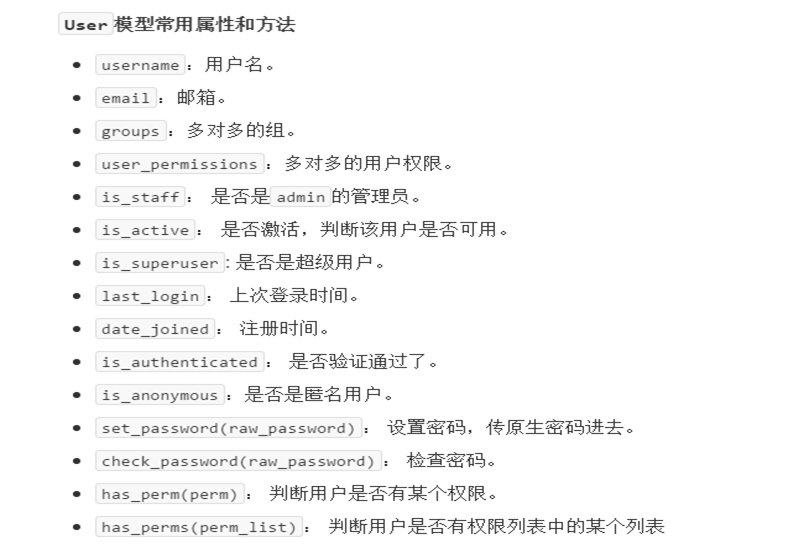 User模型常用属性和方法
username：用户名。
email：邮箱。
groups：多对多的组。
user_permissions：多对多的用户权限。
is_staff： 是否是admin的管理员。
is_active： 是否激活，判断该用户是否可用。
is_superuser: 是否是超级用户。
last_login： 上次登录时间。
date_joined： 注册时间。
is_authenticated： 是否验证通过了。
is_anonymous：是否是匿名用户。
set_password(raw_password)： 设置密码，传原生密码进去。
check_password(raw_password)： 检查密码。
has_perm(perm)： 判断用户是否有某个权限。
has_perms(perm_list)： 判断用户是否有权限列表中的某个列表